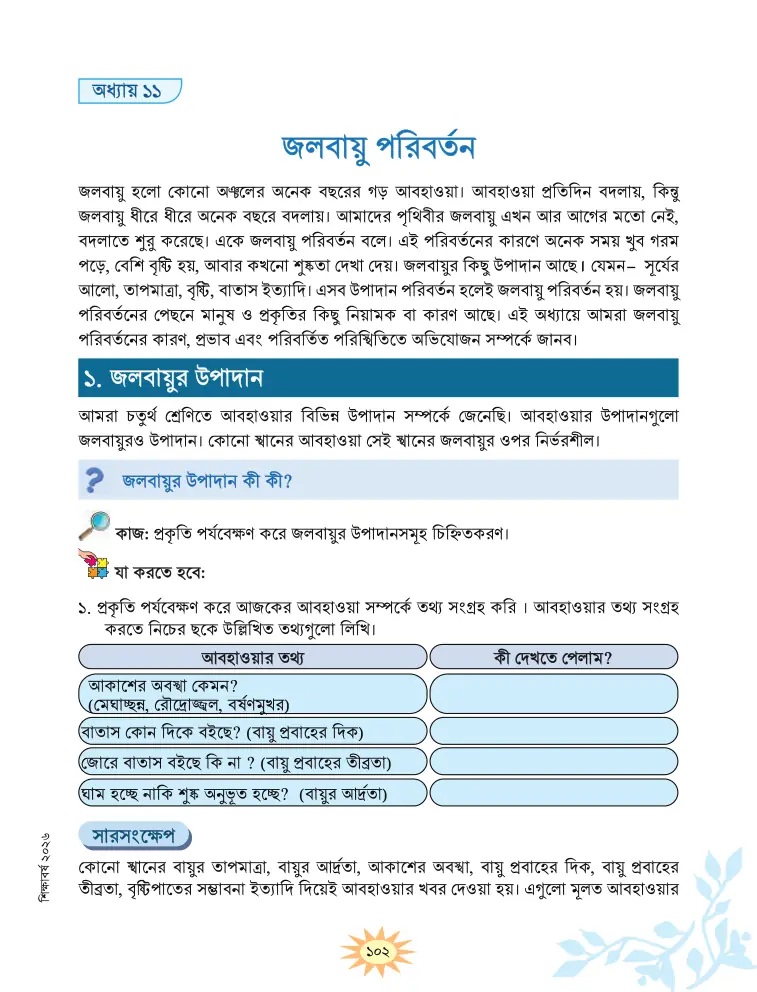 অধ্যায় ১১
জলবায়ু পরিবর্তন
জলবায়ু হলো কোনো অঞ্চলের অনেক বছরের গড় আবহাওয়া। আবহাওয়া প্রতিদিন বদলায়, কিন্তু
জলবায়ু ধীরে ধীরে অনেক বছরে বদলায়। আমাদের পৃথিবীর জলবায়ু এখন আর আগের মতো নেই,
বদলাতে শুরু করেছে। একে জলবায়ু পরিবর্তন বলে। এই পরিবর্তনের কারণে অনেক সময় খুব গরম
পড়ে, বেশি বৃষ্টি হয়, আবার কখনো শুষ্কতা দেখা দেয়। জলবায়ুর কিছু উপাদান আছে। যেমন– সূর্যের
আলো, তাপমাত্রা, বৃষ্টি, বাতাস ইত্যাদি। এসব উপাদান পরিবর্তন হলেই জলবায়ু পরিবর্তন হয়। জলবায়ু
পরিবর্তনের পেছনে মানুষ ও প্রকৃতির কিছু নিয়ামক বা কারণ আছে। এই অধ্যায়ে আমরা জলবায়ু
পরিবর্তনের কারণ, প্রভাব এবং পরিবর্তিত পরিস্থিতিতে অভিযোজন সম্পর্কে জানব।
১. জলবায়ুর উপাদান
আমরা চতুর্থ শ্রেণিতে আবহাওয়ার বিভিন্ন উপাদান সম্পর্কে জেনেছি। আবহাওয়ার উপাদানগুলো
জলবায়ুরও উপাদান। কোনো স্থানের আবহাওয়া সেই স্থানের জলবায়ুর ওপর নির্ভরশীল।
? জলবায়ুর উপাদান কী কী?
কাজ: প্রকৃতি পর্যবেক্ষণ করে জলবায়ুর উপাদানসমূহ চিহ্নিতকরণ।
যা করতে হবে:
১. প্রকৃতি পর্যবেক্ষণ করে আজকের আবহাওয়া সম্পর্কে তথ্য সংগ্রহ করি । আবহাওয়ার তথ্য সংগ্রহ
করতে নিচের ছকে উল্লিখিত তথ্যগুলো লিখি।
আবহাওয়ার তথ্য কী দেখতে পেলাম?
আকাশের অবস্থা কেমন?
(মেঘাচ্ছন্ন, রৌদ্রোজ্জ্বল, বর্ষণমুখর)
বাতাস কোন দিকে বইছে? (বায়ু প্রবাহের দিক)
জোরে বাতাস বইছে কি না ? (বায়ু প্রবাহের তীব্রতা)
ঘাম হচ্ছে নাকি শুষ্ক অনুভূত হচ্ছে? (বায়ুর আর্দ্রতা)
সারসংক্ষেপ
কোনো স্থানের বায়ুর তাপমাত্রা, বায়ুর আর্দ্রতা, আকাশের অবস্থা, বায়ু প্রবাহের দিক, বায়ু প্রবাহের
তীব্রতা, বৃষ্টিপাতের সম্ভাবনা ইত্যাদি দিয়েই আবহাওয়ার খবর দেওয়া হয়। এগুলো মূলত আবহাওয়ার
শিক্ষাবর্ষ ২০২৬
১০২